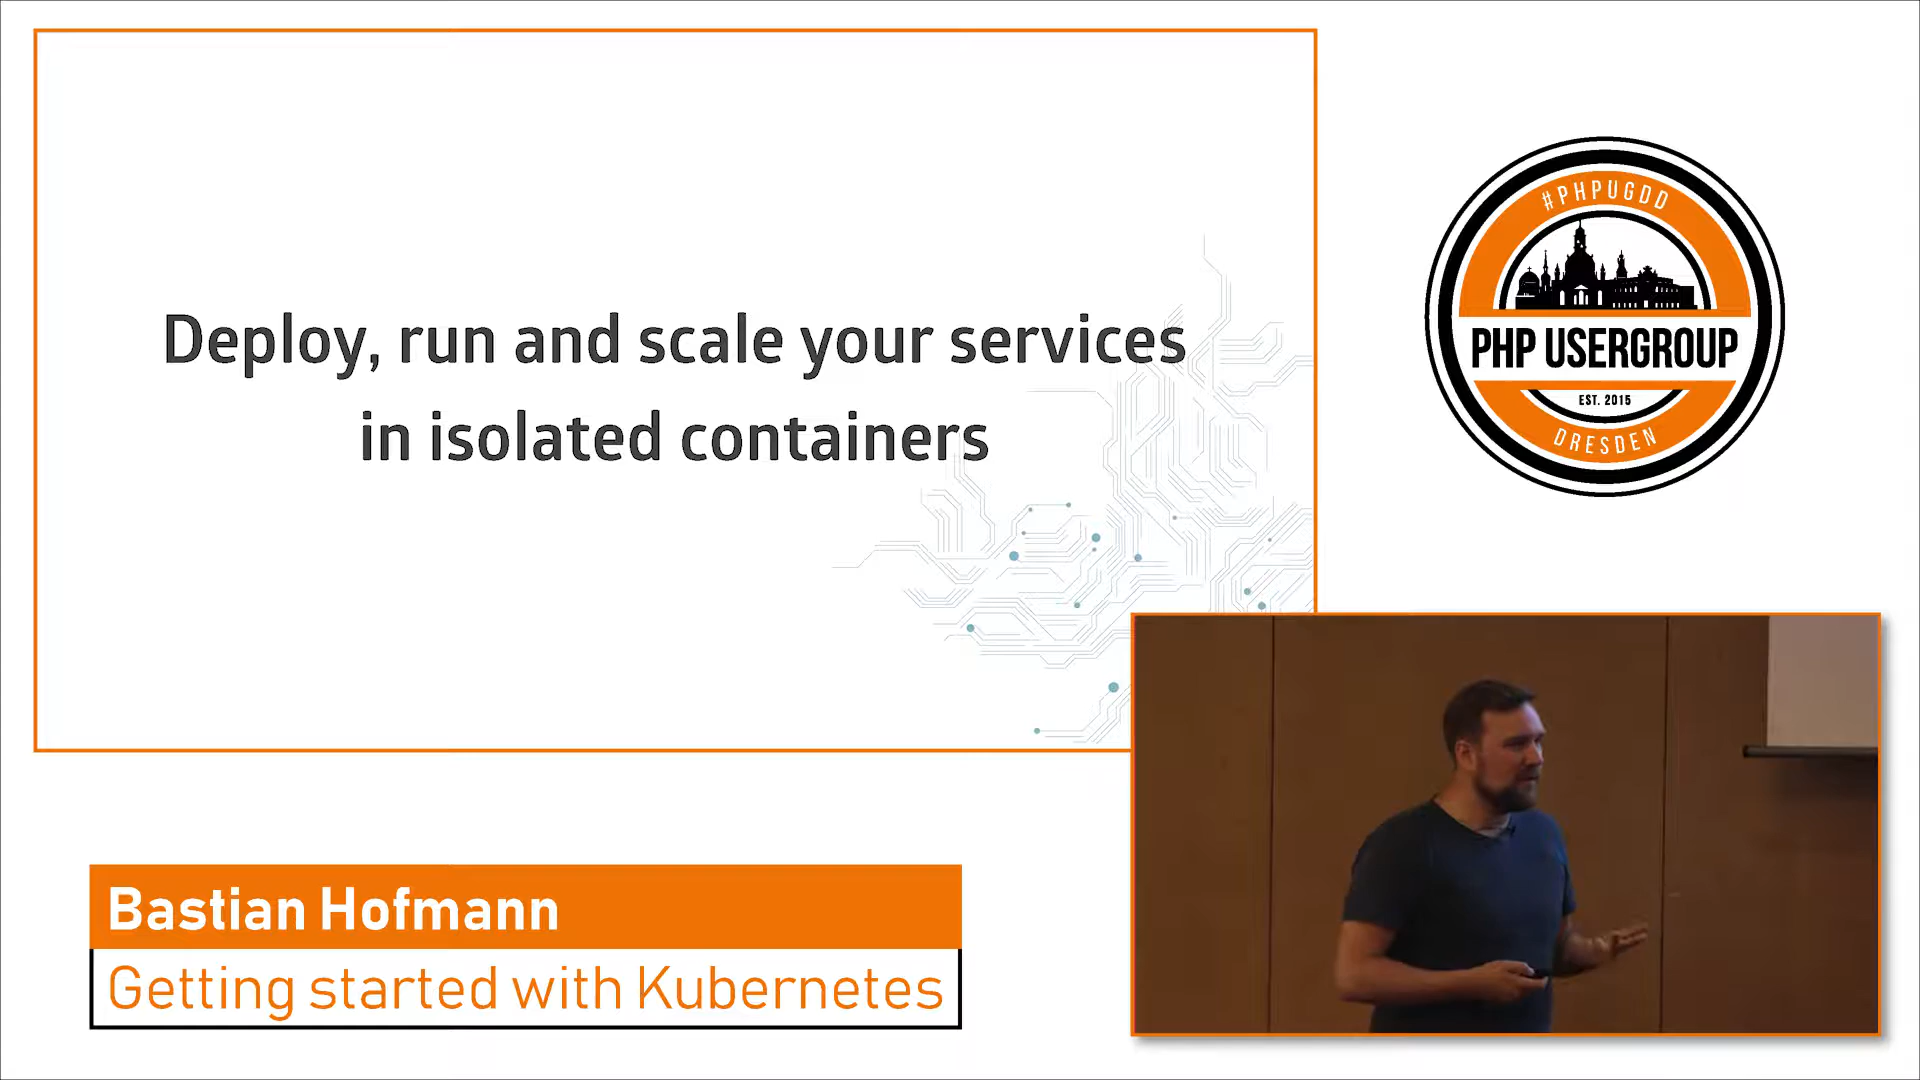 Deploy, run and scale your services
in isolated containers
#PHPUGDD
PHP USERGROUP
EST. 2015
DRESDEN
Bastian Hofmann
Getting started with Kubernetes